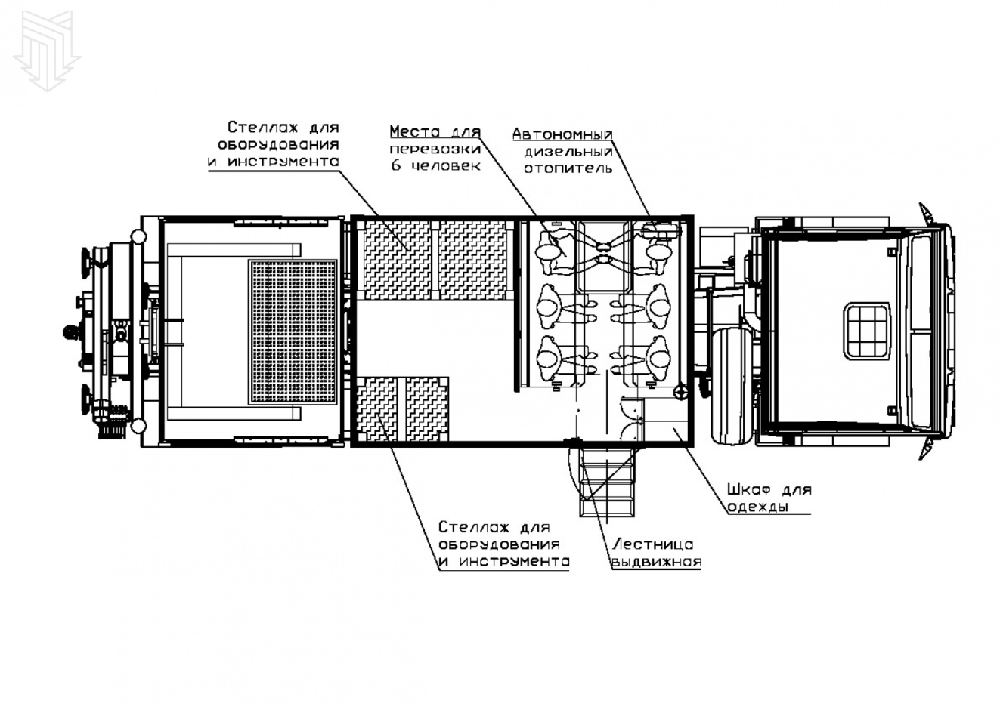 Стеллаж для
оборудования
и инструмента
Места для
перевозки
6 человек
Автономный
дизельный
отопитель
Шкаф для
одежды
Стеллаж для
оборудования
и инструмента
Лестница
выдвижная